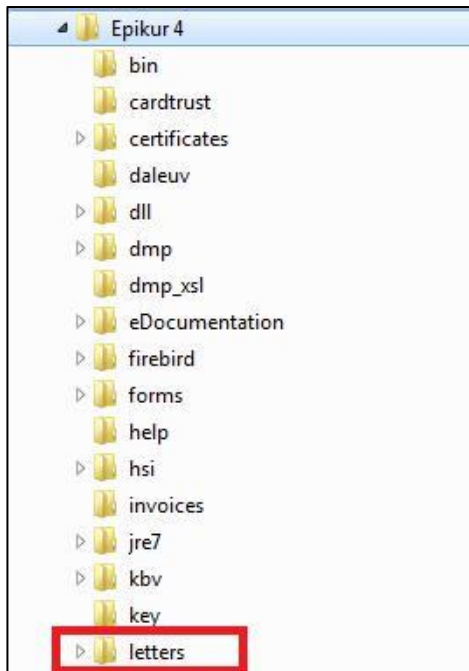 Epikur 4
bin
cardtrust
certificates
daleuv
dll
dmp
dmp_xsl
eDocumentation
firebird
forms
help
hsi
invoices
jre7
kbv
key
letters